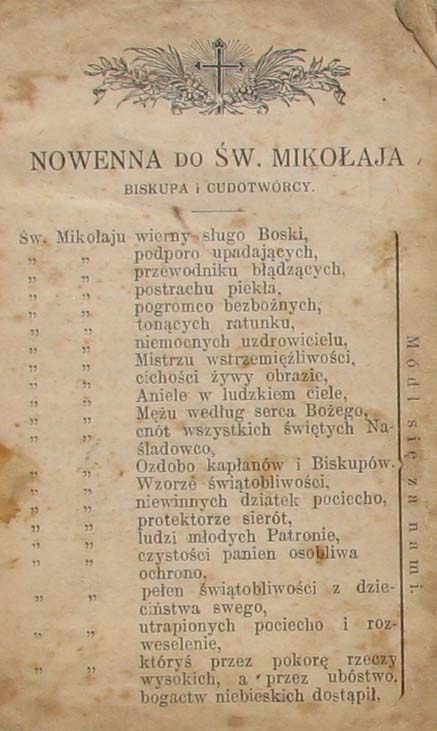 NOWENNA DO ŚW. MIKOŁAJA
BISKUPA i CUDOTWÓRCY.
Św. Mikołaju wierny sługo Boski,
„ „ podporo upadających,
„ „ przewodniku błądzących,
„ „ postrachu piekła,
„ „ pogromco bezbożnych,
„ „ tonących ratunku,
„ „ niemocnych uzdrowicielu,
„ „ Mistrzu wstrzemięźliwości,
„ „ cichości żywy obrazie,
„ „ Aniele w ludzkiem ciele,
„ „ Mężu według serca Bożego,
„ „ cnót wszystkich świętych Na-
śladowco,
„ „ Ozdobo kapłanów i Biskupów.
„ „ Wzorze świątobliwości,
„ „ niewinnych dziatek pociecho,
„ „ protektorze sierót,
„ „ ludzi młodych Patronie,
„ „ czystości panien osobliwa
ochrono,
„ „ pełen świątobliwości z dzie-
ciństwa swego,
„ „ utrapionych pociecho i roz-
weselenie,
„ „ któryś przez pokorę rzeczy
wysokich, a przez ubóstwo
bogactw niebieskich dostąpił,
Módl się za nami.